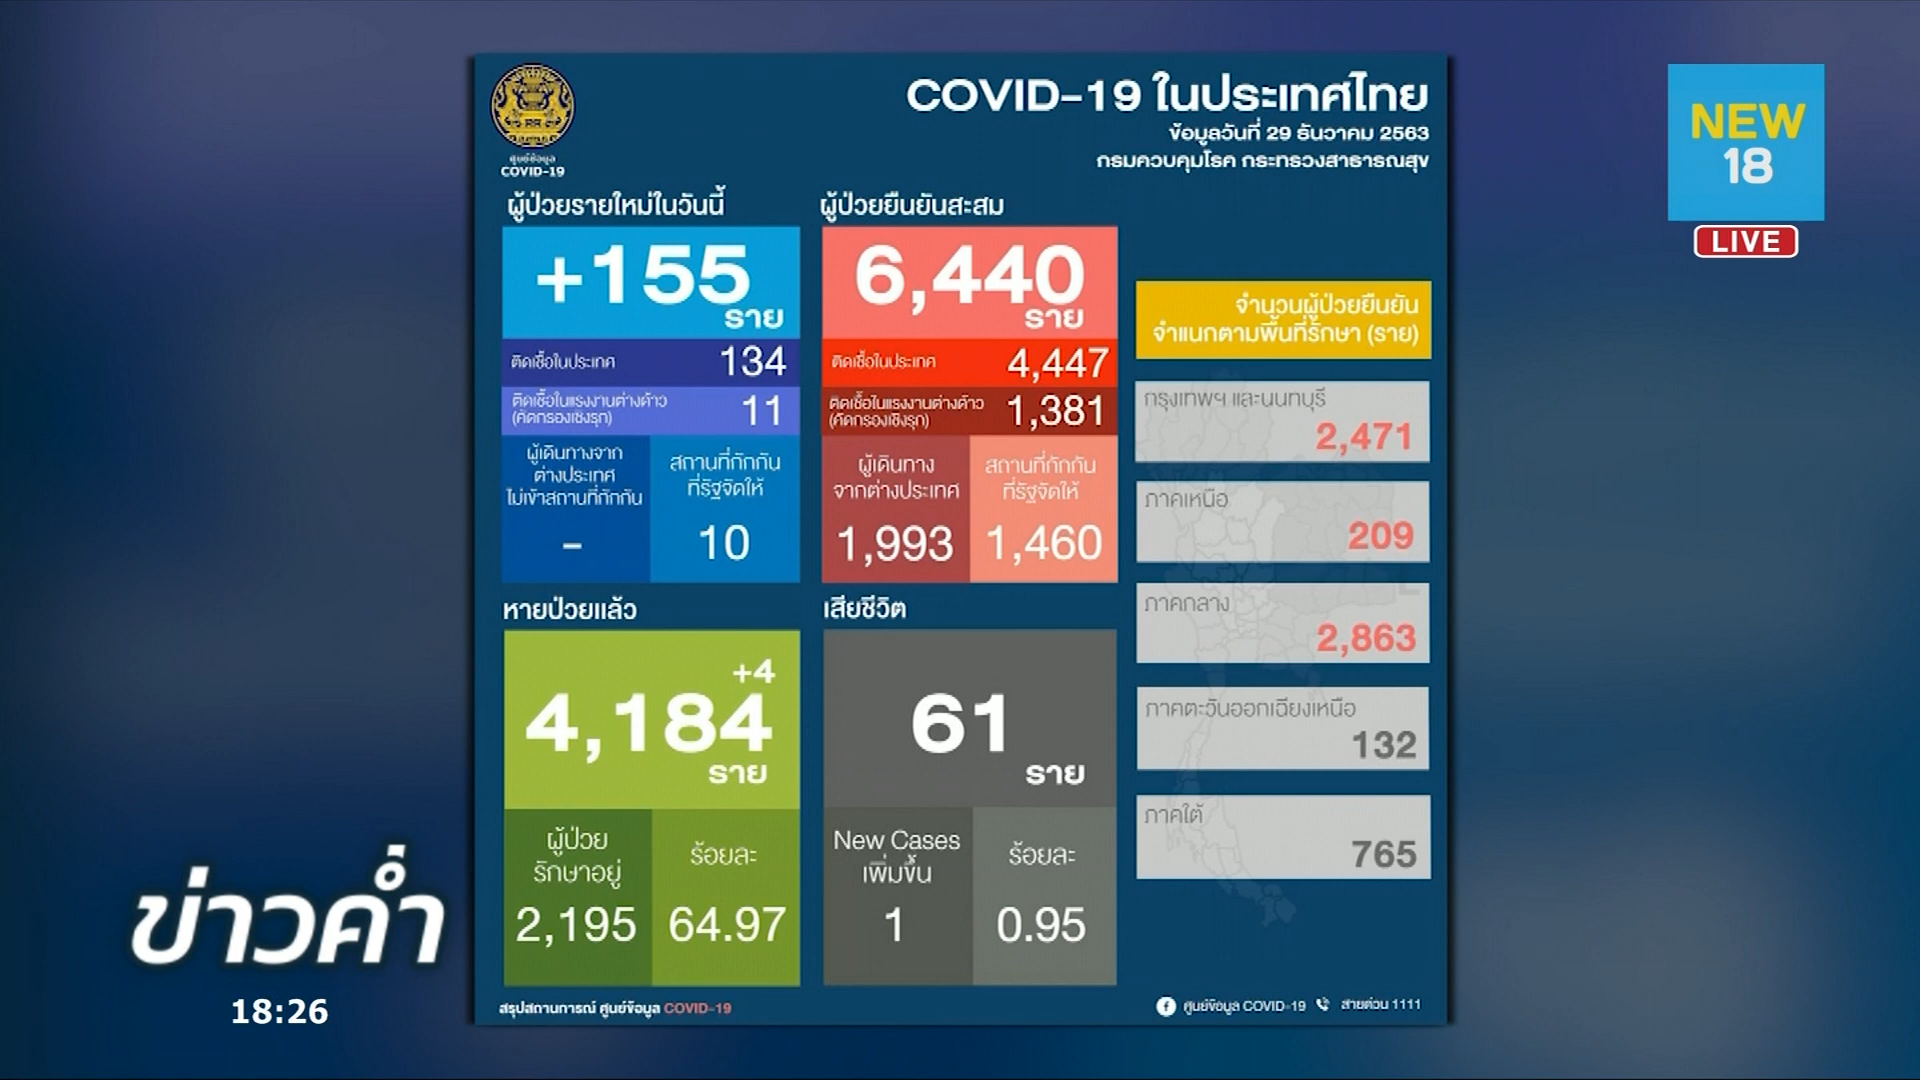 COVID-19 ในประเทศไทย
ข้อมูลวันที่ 29 ธันวาคม 2563
กรมควบคุมโรค กระทรวงสาธารณสุข
ศูนย์ข้อมูล
COVID-19
NEW
18
LIVE
ผู้ป่วยรายใหม่ในวันนี้
+155
ราย
ติดเชื้อในประเทศ 134
ติดเชื้อในแรงงานต่างด้าว
(คัดกรองเชิงรุก)
11
ผู้เดินทางจาก
ต่างประเทศ
ไม่เข้าสถานที่กักกัน
-
สถานที่กักกัน
ที่รัฐจัดให้
10
ผู้ป่วยยืนยันสะสม
6,440
ราย
ติดเชื้อในประเทศ 4,447
ติดเชื้อในแรงงานต่างด้าว
(คัดกรองเชิงรุก)
1,381
ผู้เดินทาง
จากต่างประเทศ
1,993
สถานที่กักกัน
ที่รัฐจัดให้
1,460
จำนวนผู้ป่วยยืนยัน
จำแนกตามพื้นที่รักษา (ราย)
กรุงเทพฯ และนนทบุรี
2,471
ภาคเหนือ
209
ภาคกลาง
2,863
ภาคตะวันออกเฉียงเหนือ
132
ภาคใต้
765
หายป่วยแล้ว
+4
4,184
ราย
ผู้ป่วย
รักษาอยู่
2,195
ร้อยละ
64.97
เสียชีวิต
61
ราย
New Cases
เพิ่มขึ้น
1
ร้อยละ
0.95
สรุปสถานการณ์ ศูนย์ข้อมูล COVID-19
ศูนย์ข้อมูล COVID-19 สายด่วน 1111
ข่าวค่ำ
18:26